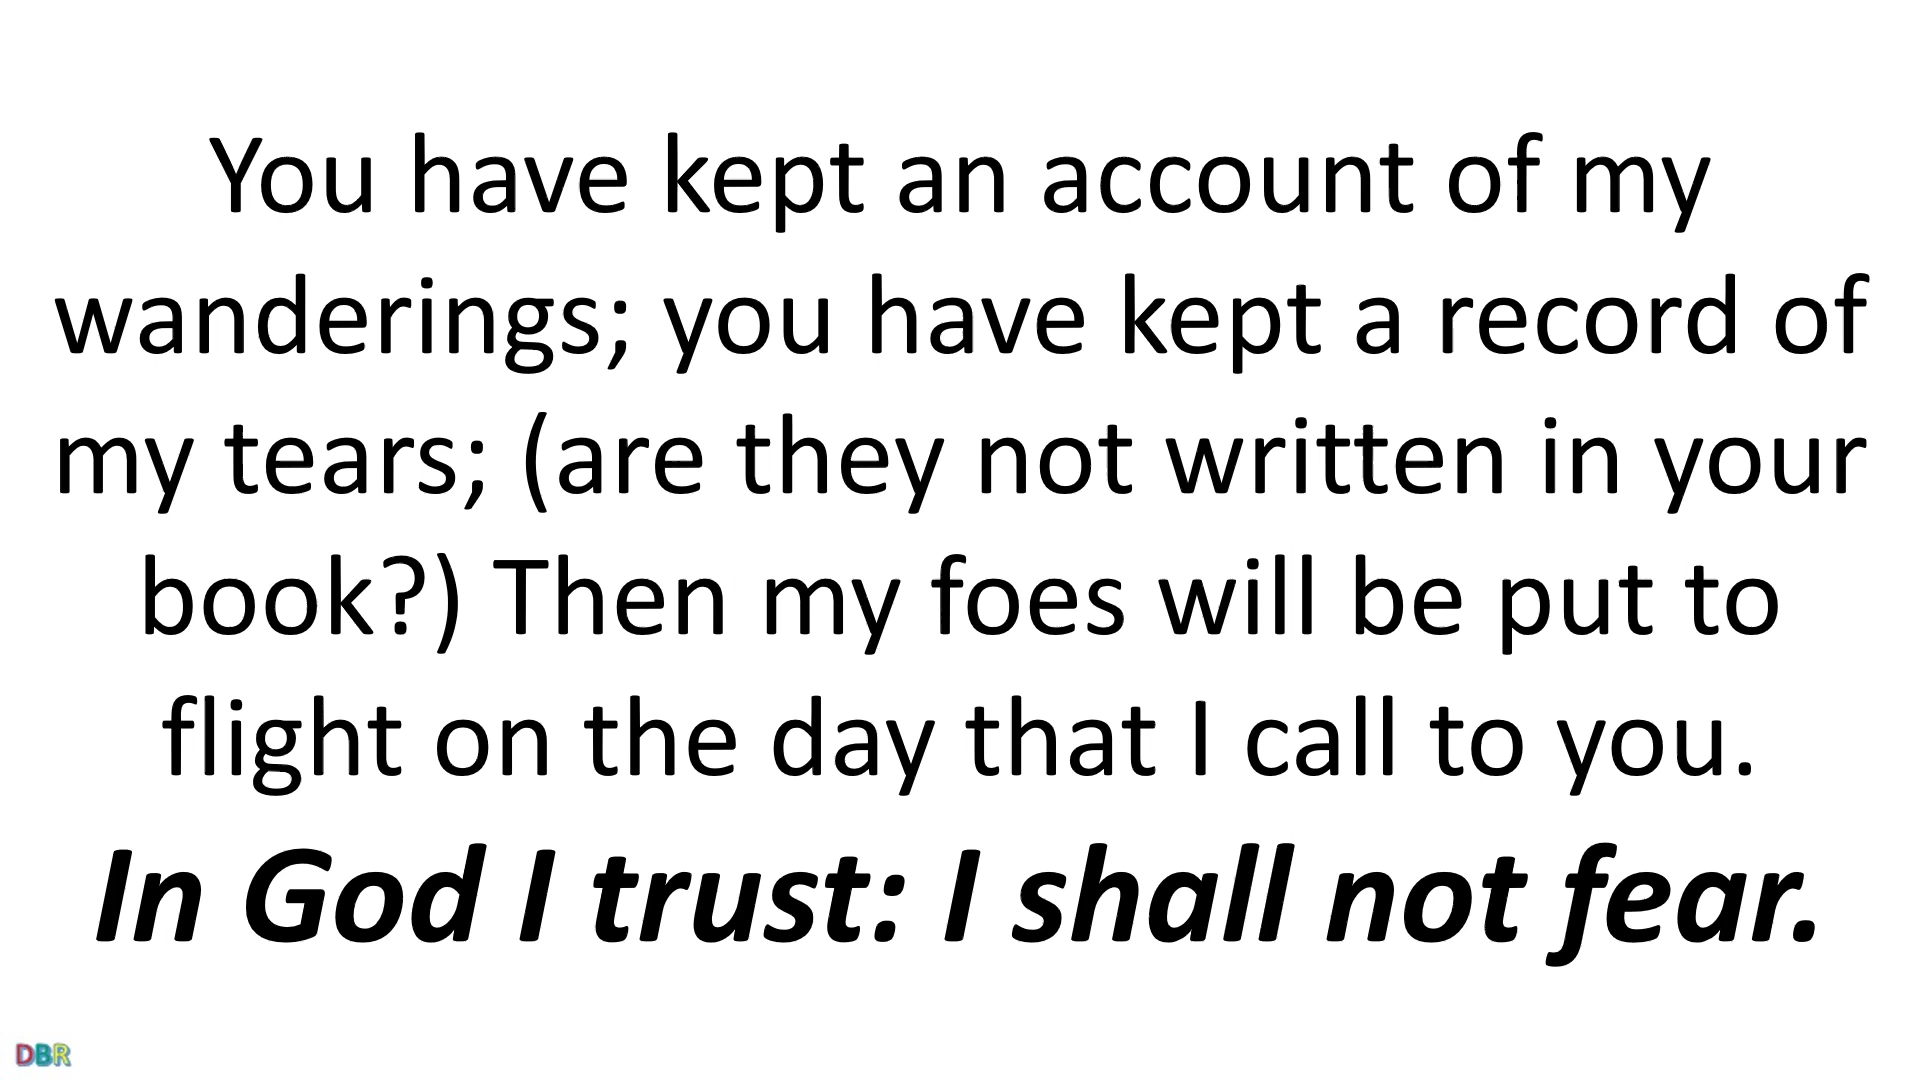 You have kept an account of my
wanderings; you have kept a record of
my tears; (are they not written in your
book?) Then my foes will be put to
flight on the day that I call to you.
In God I trust: I shall not fear.
DBR